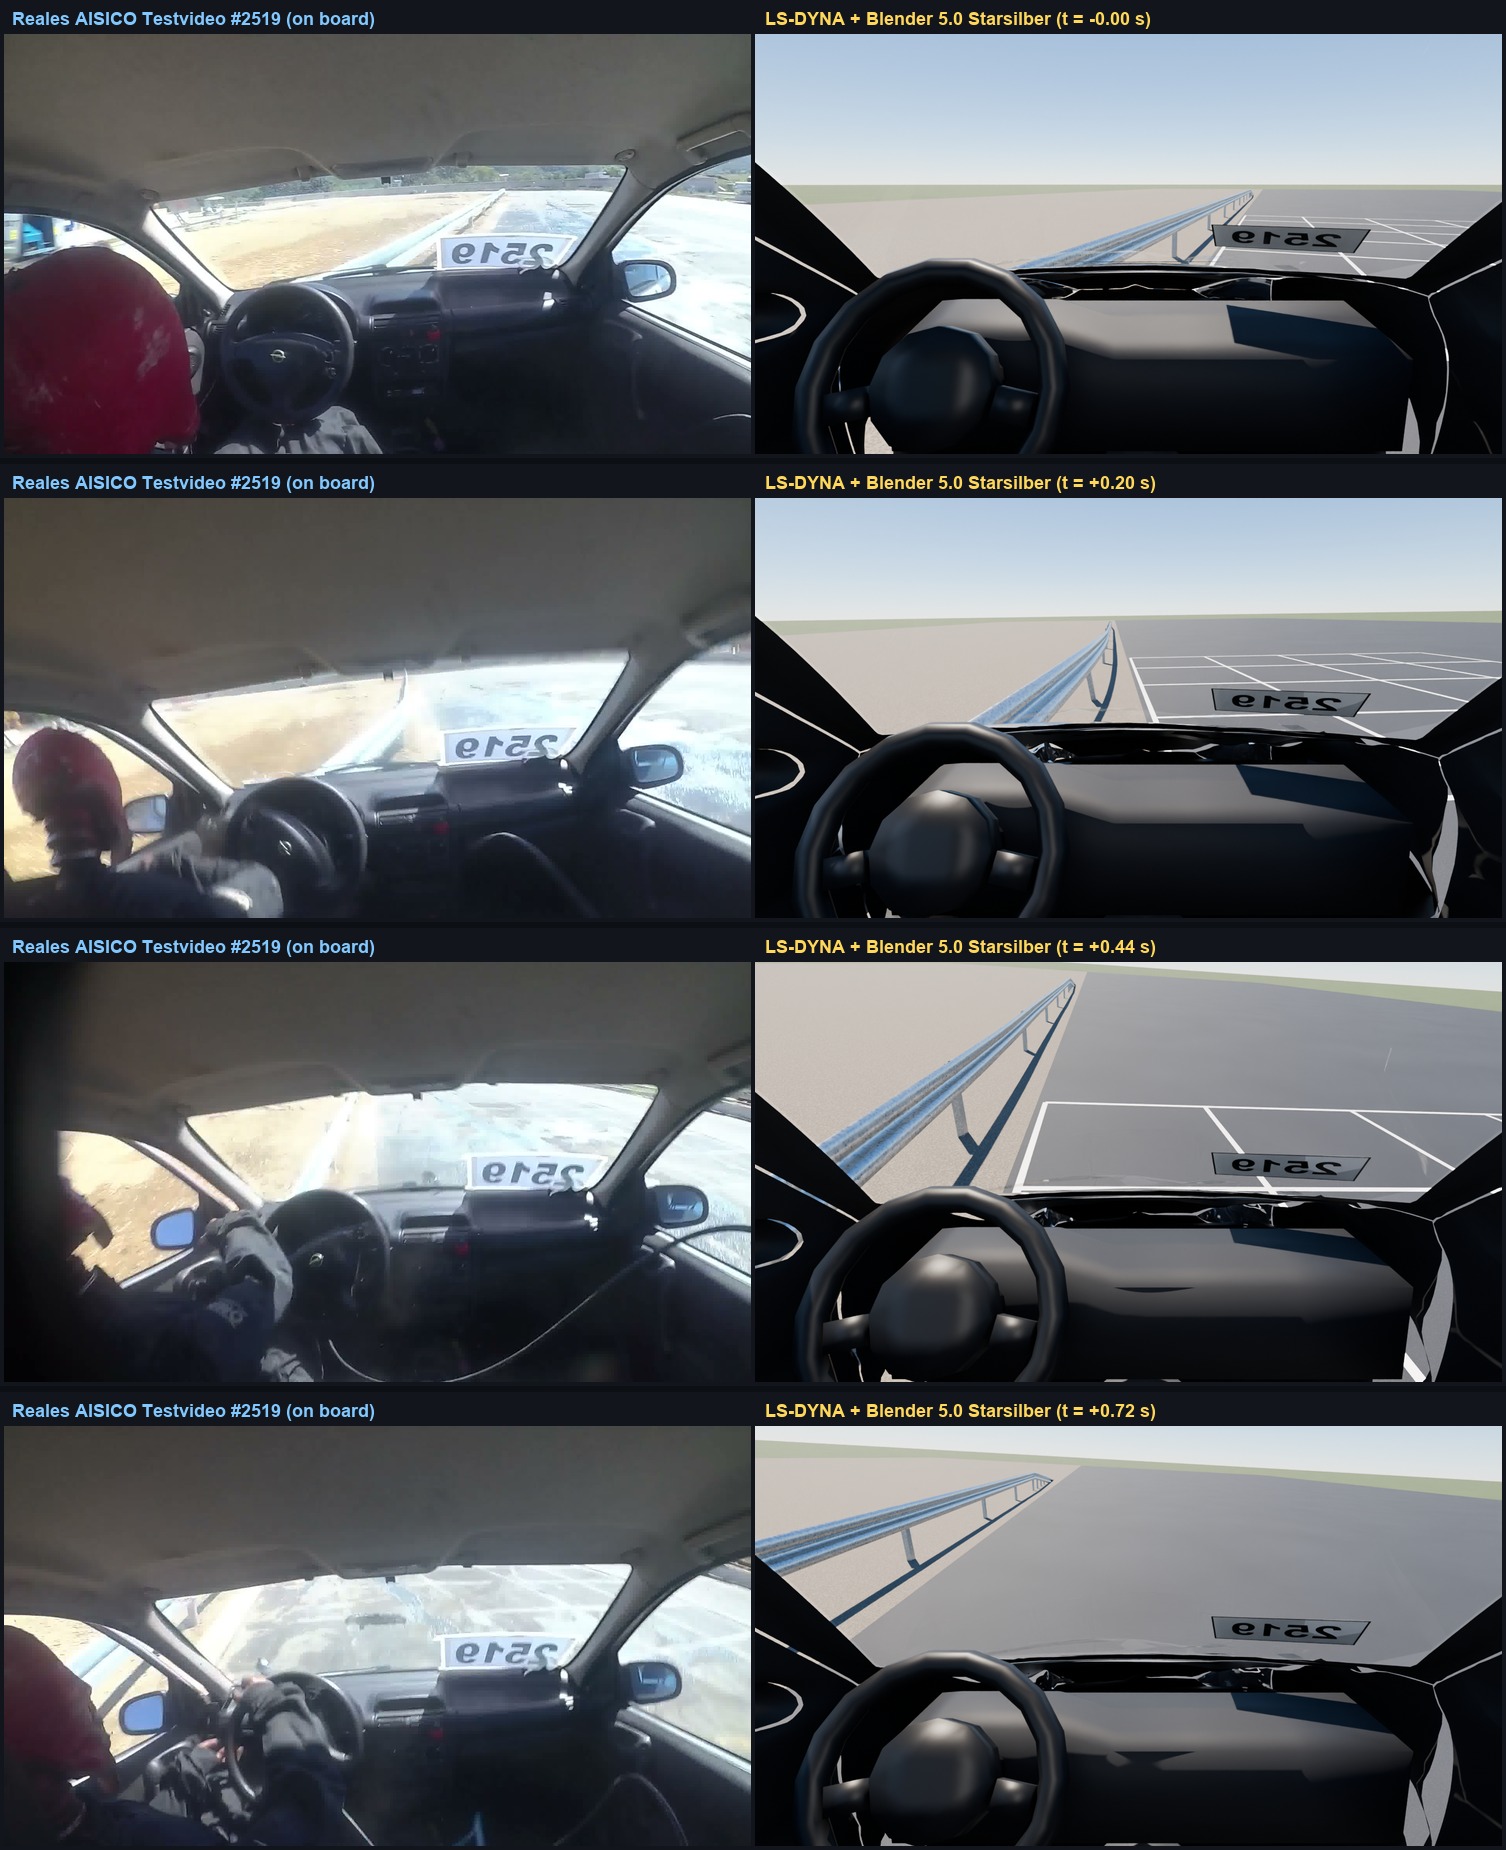 Reales AISICO Testvideo #2519 (on board)
LS-DYNA + Blender 5.0 Starsilber (t = -0.00 s)
2519
2519
Reales AISICO Testvideo #2519 (on board)
LS-DYNA + Blender 5.0 Starsilber (t = +0.20 s)
2519
2519
Reales AISICO Testvideo #2519 (on board)
LS-DYNA + Blender 5.0 Starsilber (t = +0.44 s)
2519
2519
Reales AISICO Testvideo #2519 (on board)
LS-DYNA + Blender 5.0 Starsilber (t = +0.72 s)
2519
2519